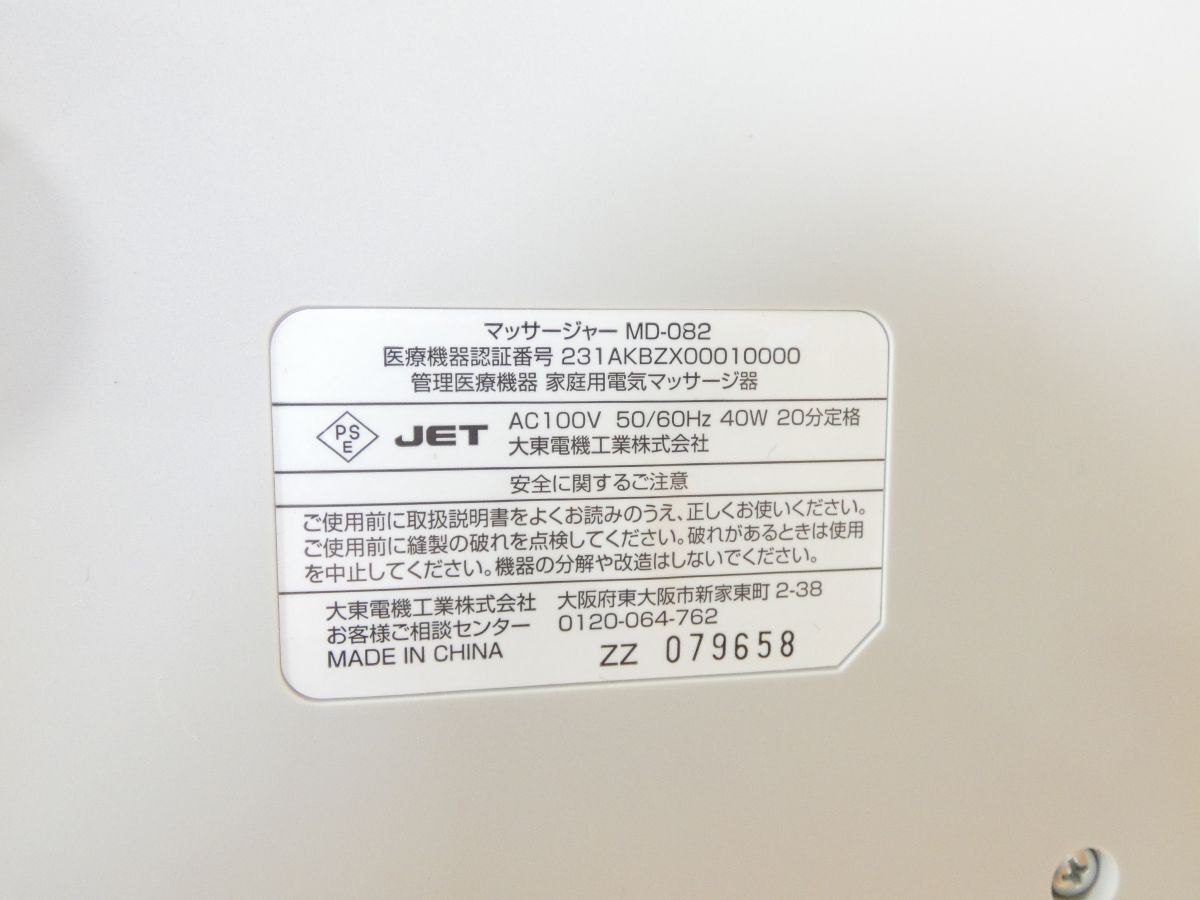 マッサージャー MD-082
医療機器認証番号 231AKBZX00010000
管理医療機器 家庭用電気マッサージ器
PSE JET AC100V 50/60Hz 40W 20分定格
大東電機工業株式会社
安全に関するご注意
ご使用前に取扱説明書をよくお読みのうえ、正しくお使いください。
ご使用前に縫製の破れを点検してください。破れがあるときは使用
を中止してください。機器の分解や改造はしないでください。
大東電機工業株式会社 大阪府東大阪市新家東町 2-38
お客様ご相談センター 0120-064-762
MADE IN CHINA ZZ 079658